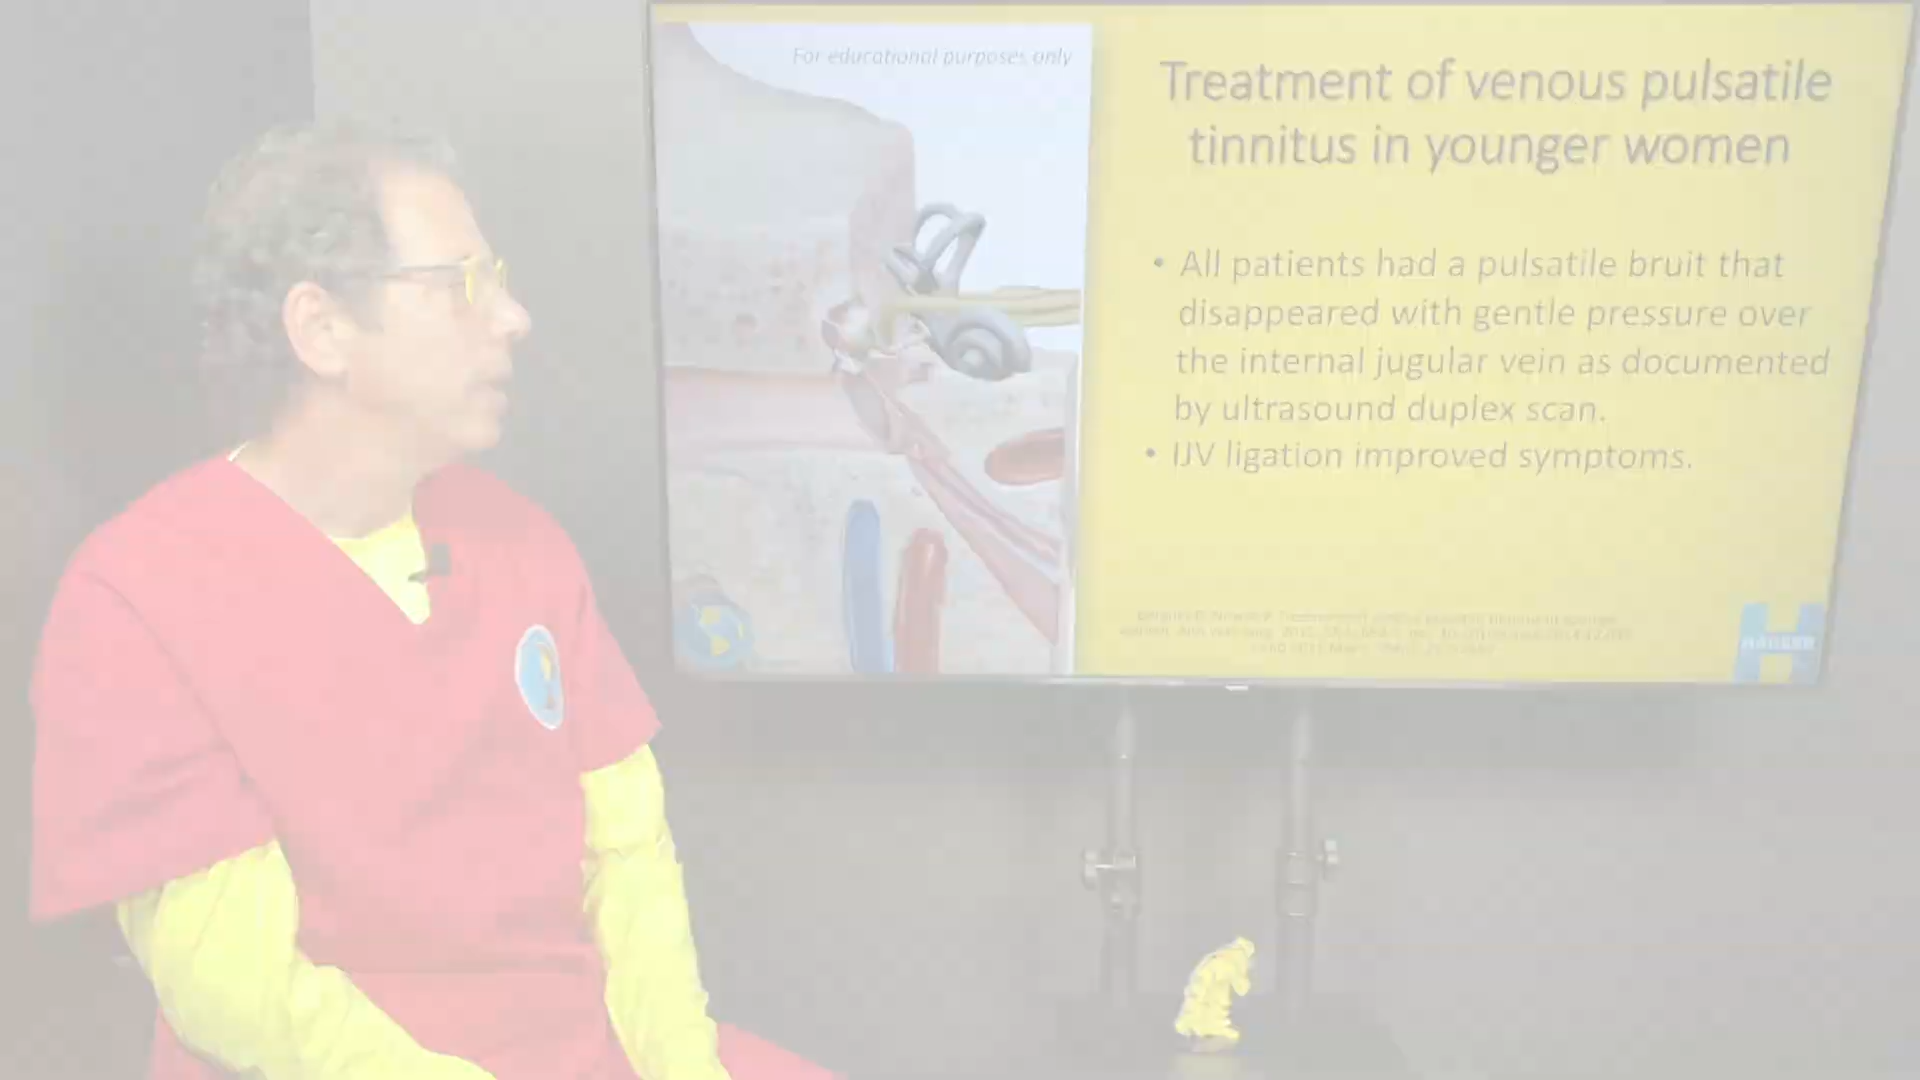 For educational purposes only
Treatment of venous pulsatile
tinnitus in younger women
• All patients had a pulsatile bruit that
disappeared with gentle pressure over
the internal jugular vein as documented
by ultrasound duplex scan.
• IJV ligation improved symptoms.
HAUSER